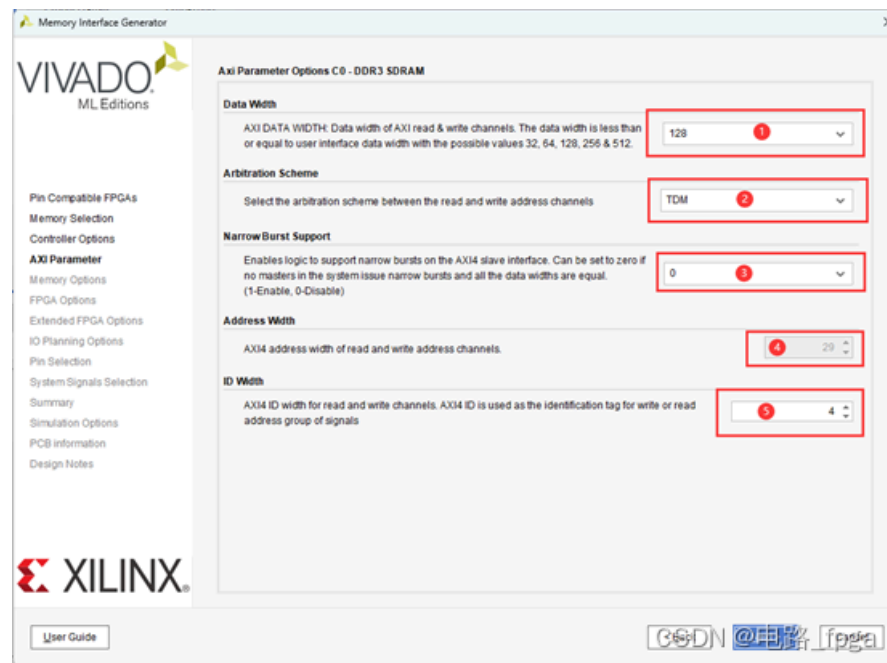 Memory Interface Generator
VIVADO.
ML Editions
Pin Compatible FPGAs
Memory Selection
Controller Options
AXI Parameter
Memory Options
FPGA Options
Extended FPGA Options
IO Planning Options
Pin Selection
System Signals Selection
Summary
Simulation Options
PCB information
Design Notes
XILINX
Axi Parameter Options C0 - DDR3 SDRAM
Data Width
AXI DATA WIDTH: Data width of AXI read & write channels. The data width is less than
or equal to user interface data width with the possible values 32, 64, 128, 256 & 512.
128
1
Arbitration Scheme
Select the arbitration scheme between the read and write address channels
TDM
2
Narrow Burst Support
Enables logic to support narrow bursts on the AXI4 slave interface. Can be set to zero if
no masters in the system issue narrow bursts and all the data widths are equal.
(1-Enable, 0-Disable)
0
3
Address Width
AXI4 address width of read and write address channels.
4
29
ID Width
AXI4 ID width for read and write channels. AXI4 ID is used as the identification tag for write or read
address group of signals
5
4
User Guide
CSDN @电路_fpga